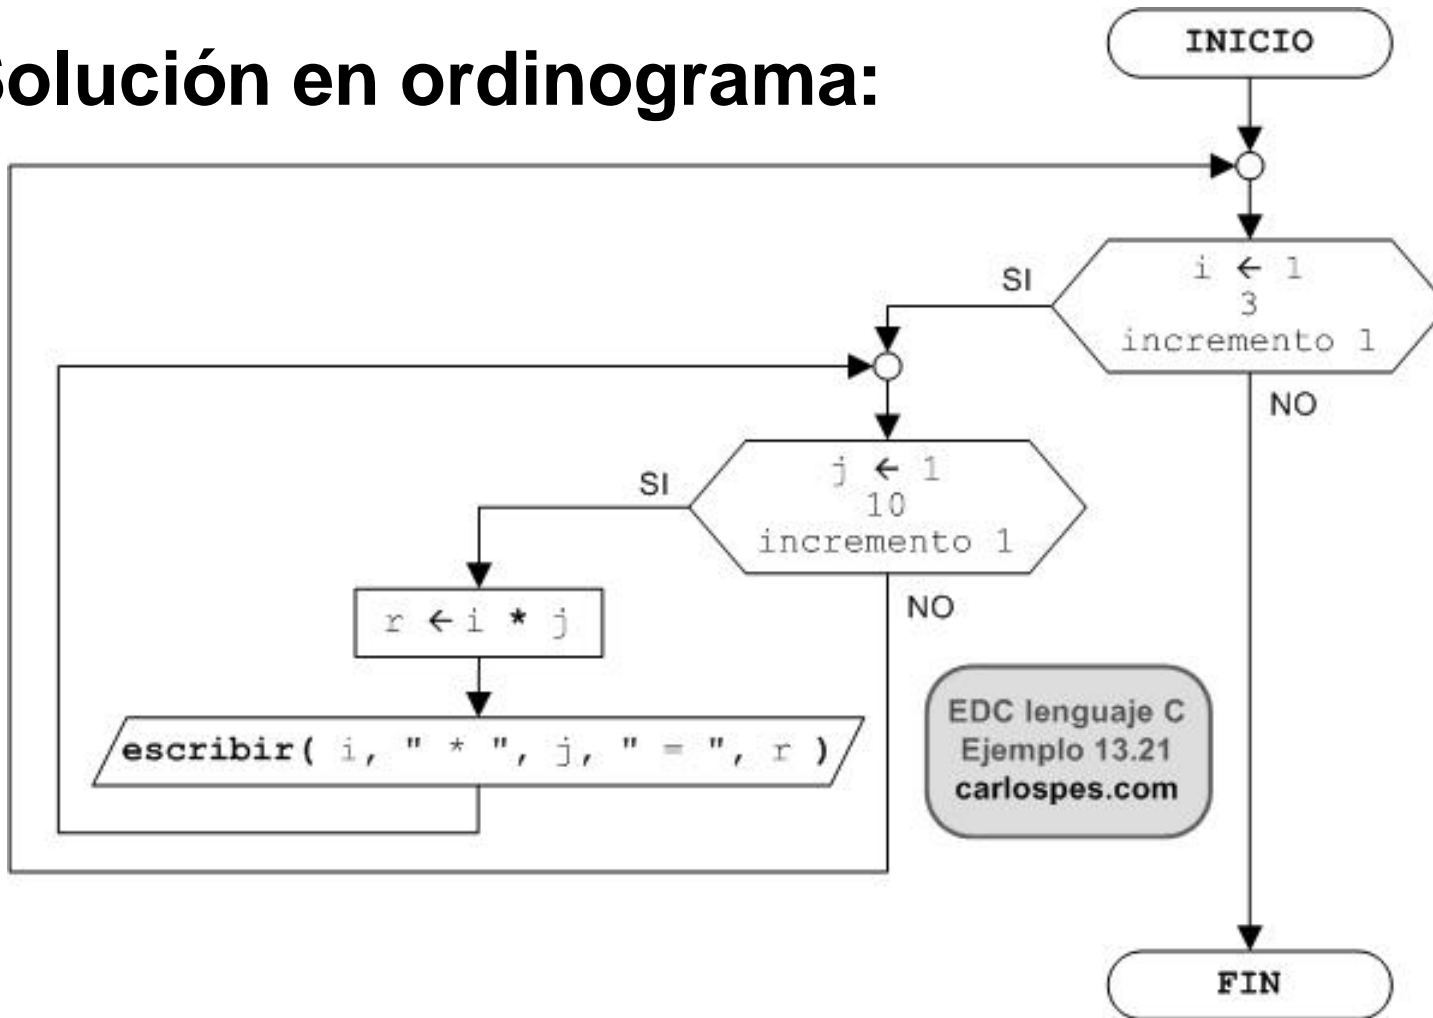 olución en ordinograma:
INICIO
SI
i ← 1
3
incremento 1
NO
SI
j ← 1
10
incremento 1
NO
r ← i * j
escribir( i, " * ", j, " = ", r )
EDC lenguaje C
Ejemplo 13.21
carlospes.com
FIN